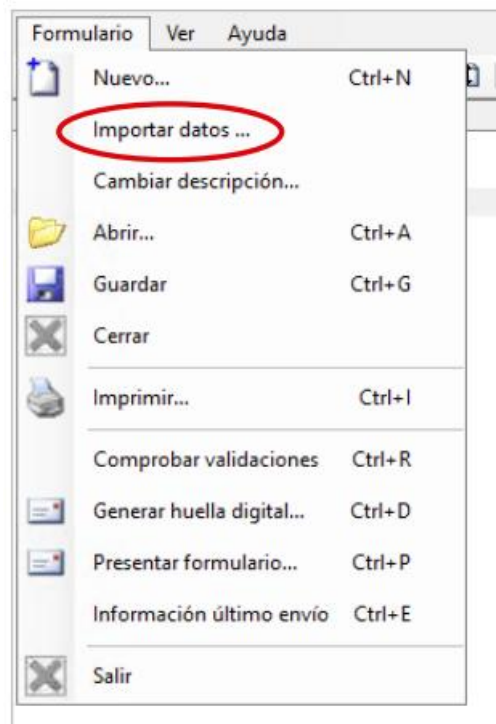 Formulario Ver Ayuda
Nuevo... Ctrl+N
Importar datos ...
Cambiar descripción...
Abrir... Ctrl+A
Guardar Ctrl+G
Cerrar
Imprimir... Ctrl+I
Comprobar validaciones Ctrl+R
Generar huella digital... Ctrl+D
Presentar formulario... Ctrl+P
Información último envío Ctrl+E
Salir